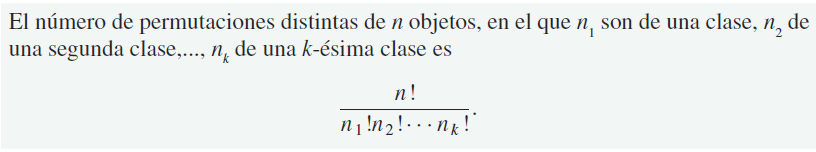 El número de permutaciones distintas de n objetos, en el que n₁ son de una clase, n₂ de
una segunda clase,..., nₖ de una k-ésima clase es
n!
n₁!n₂!···nₖ!.